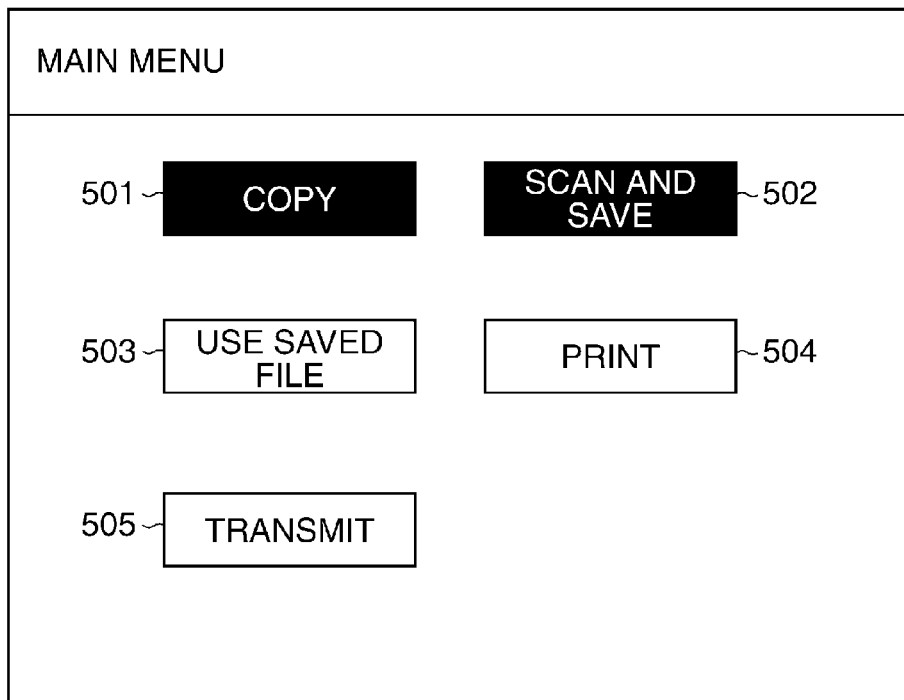 MAIN MENU
501
COPY
SCAN AND
SAVE
502
503
USE SAVED
FILE
PRINT
504
505
TRANSMIT